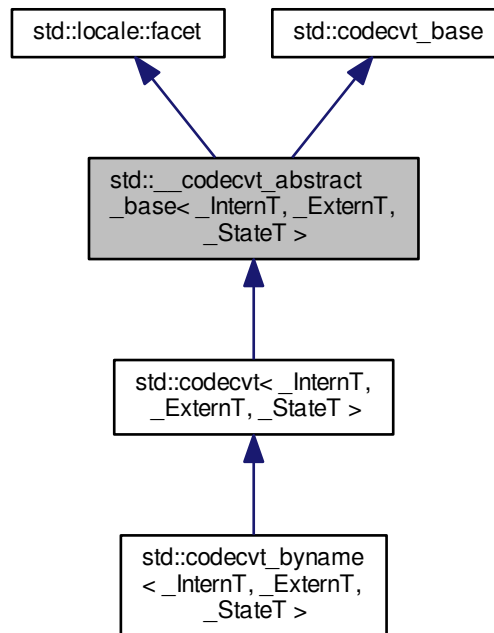 std::locale::facet
std::codecvt_base
std::__codecvt_abstract
_base< _InternT, _ExternT,
_StateT >
std::codecvt< _InternT,
_ExternT, _StateT >
std::codecvt_byname
< _InternT, _ExternT,
_StateT >